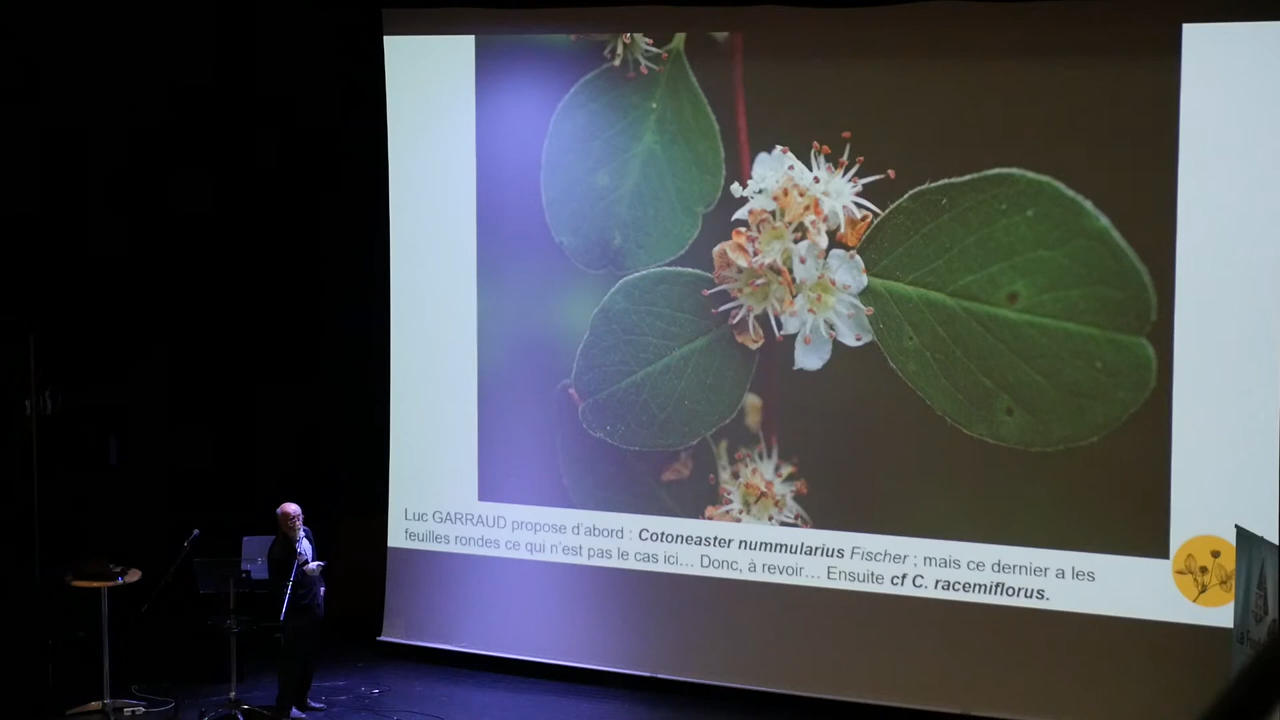 Luc GARRAUD propose d'abord : Cotoneaster nummularius Fischer ; mais ce dernier a les
feuilles rondes ce qui n'est pas le cas ici... Donc, à revoir... Ensuite cf C. racemiflorus.